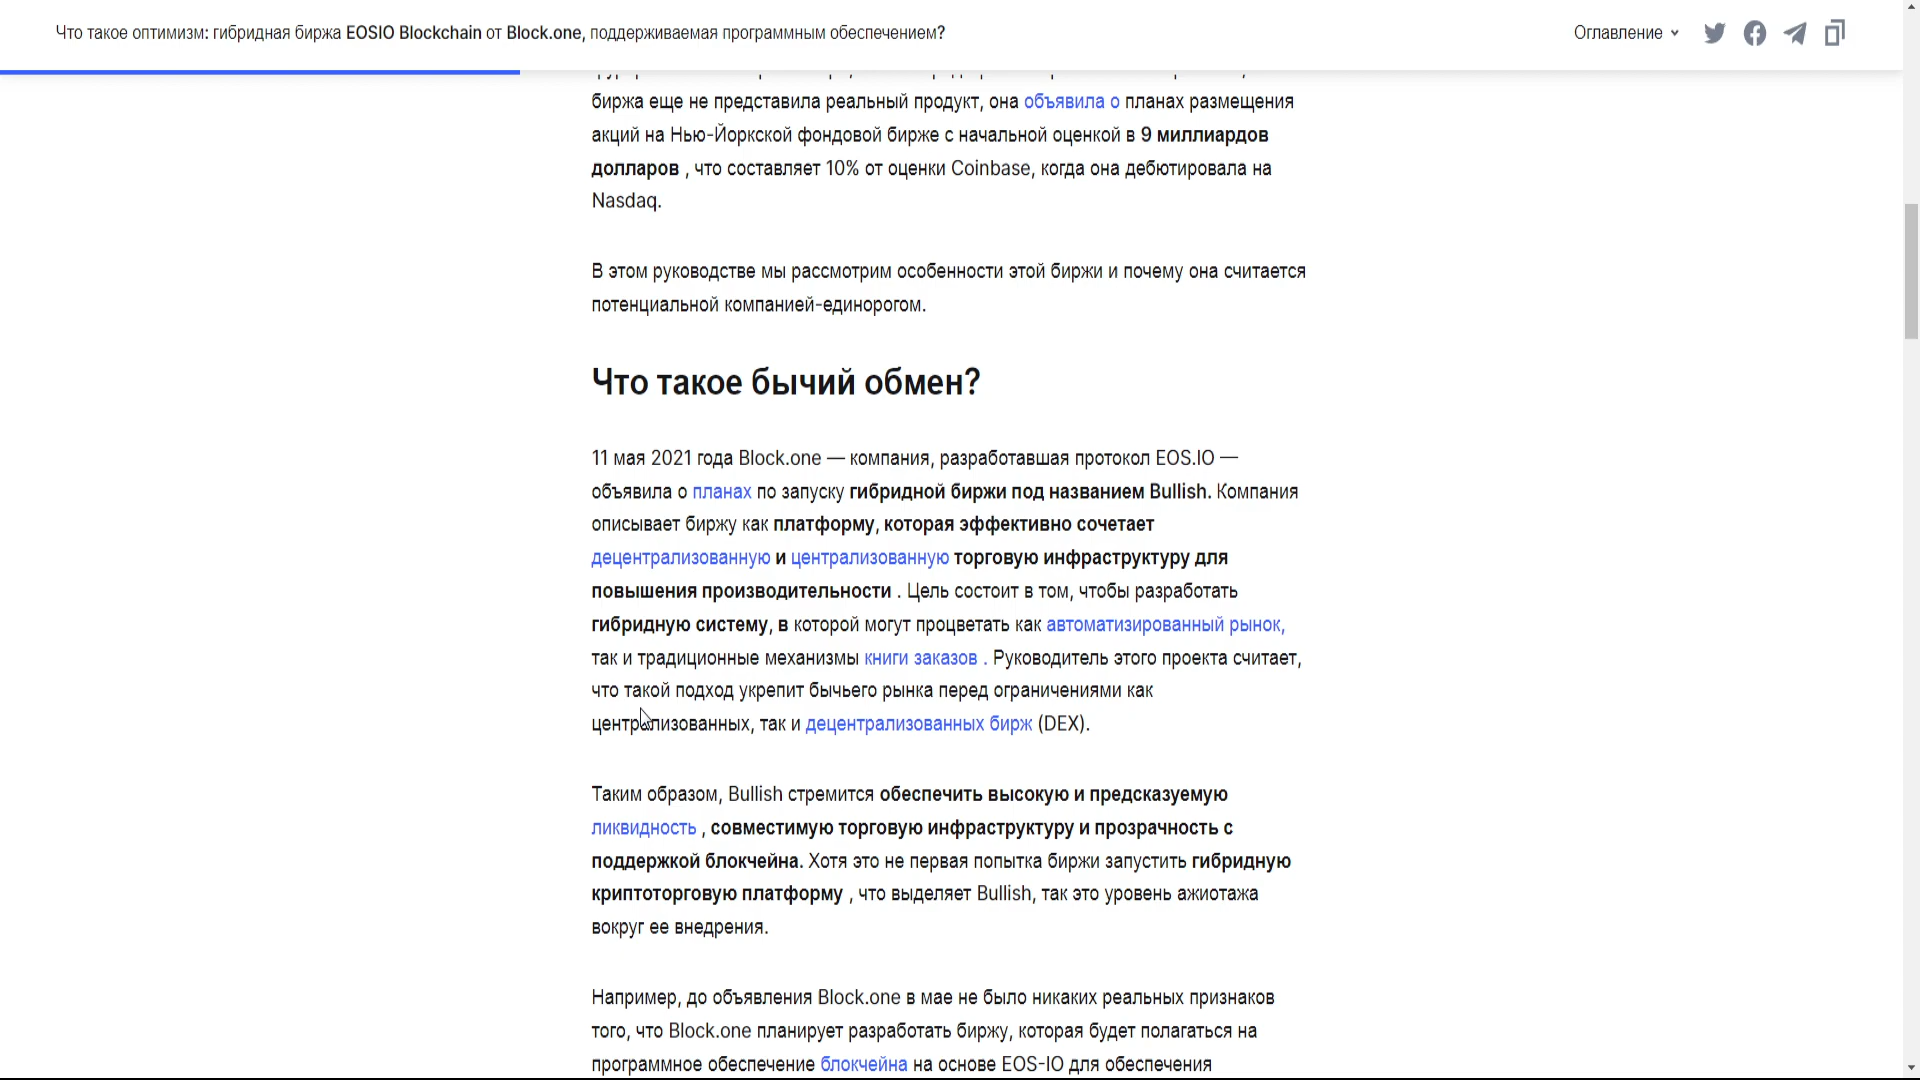 Что такое оптимизм: гибридная биржа EOSIO Blockchain от Block.one, поддерживаемая программным обеспечением?
Оглавление
биржа еще не представила реальный продукт, она объявила о планах размещения
акций на Нью-Йоркской фондовой бирже с начальной оценкой в 9 миллиардов
долларов , что составляет 10% от оценки Coinbase, когда она дебютировала на
Nasdaq.
В этом руководстве мы рассмотрим особенности этой биржи и почему она считается
потенциальной компанией-единорогом.
Что такое бычий обмен?
11 мая 2021 года Block.one — компания, разработавшая протокол EOS.IO —
объявила о планах по запуску гибридной биржи под названием Bullish. Компания
описывает биржу как платформу, которая эффективно сочетает
децентрализованную и централизованную торговую инфраструктуру для
повышения производительности . Цель состоит в том, чтобы разработать
гибридную систему, в которой могут процветать как автоматизированный рынок,
так и традиционные механизмы книги заказов . Руководитель этого проекта считает,
что такой подход укрепит бычьего рынка перед ограничениями как
централизованных, так и децентрализованных бирж (DEX).
Таким образом, Bullish стремится обеспечить высокую и предсказуемую
ликвидность , совместимую торговую инфраструктуру и прозрачность с
поддержкой блокчейна. Хотя это не первая попытка биржи запустить гибридную
криптоторговую платформу , что выделяет Bullish, так это уровень ажиотажа
вокруг ее внедрения.
Например, до объявления Block.one в мае не было никаких реальных признаков
того, что Block.one планирует разработать биржу, которая будет полагаться на
программное обеспечение блокчейна на основе EOS-IO для обеспечения